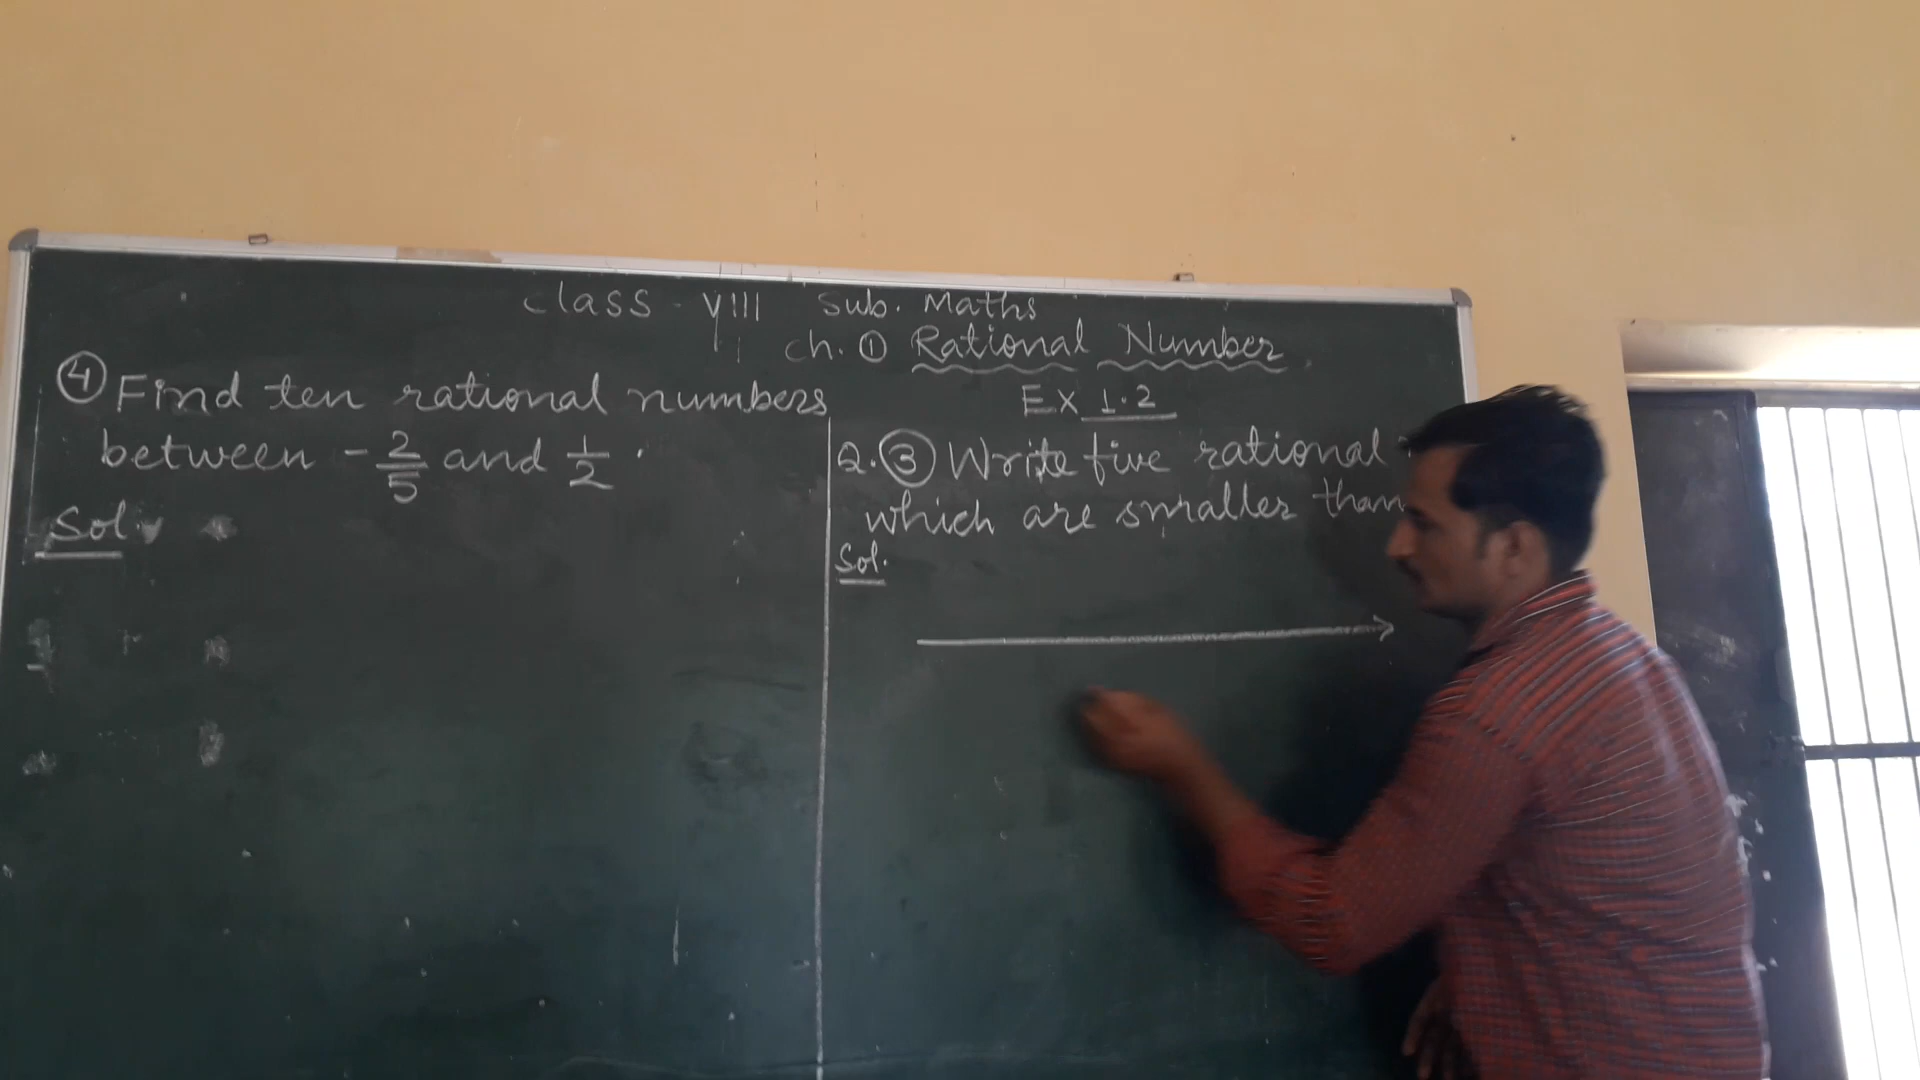 Class - VIII Sub. Maths
Ch. ① Rational Number
④ Find ten rational numbers
between - 2/5 and 1/2 .
Sol.
Ex 1.2
Q. ③ Write five rational
which are smaller than
Sol.